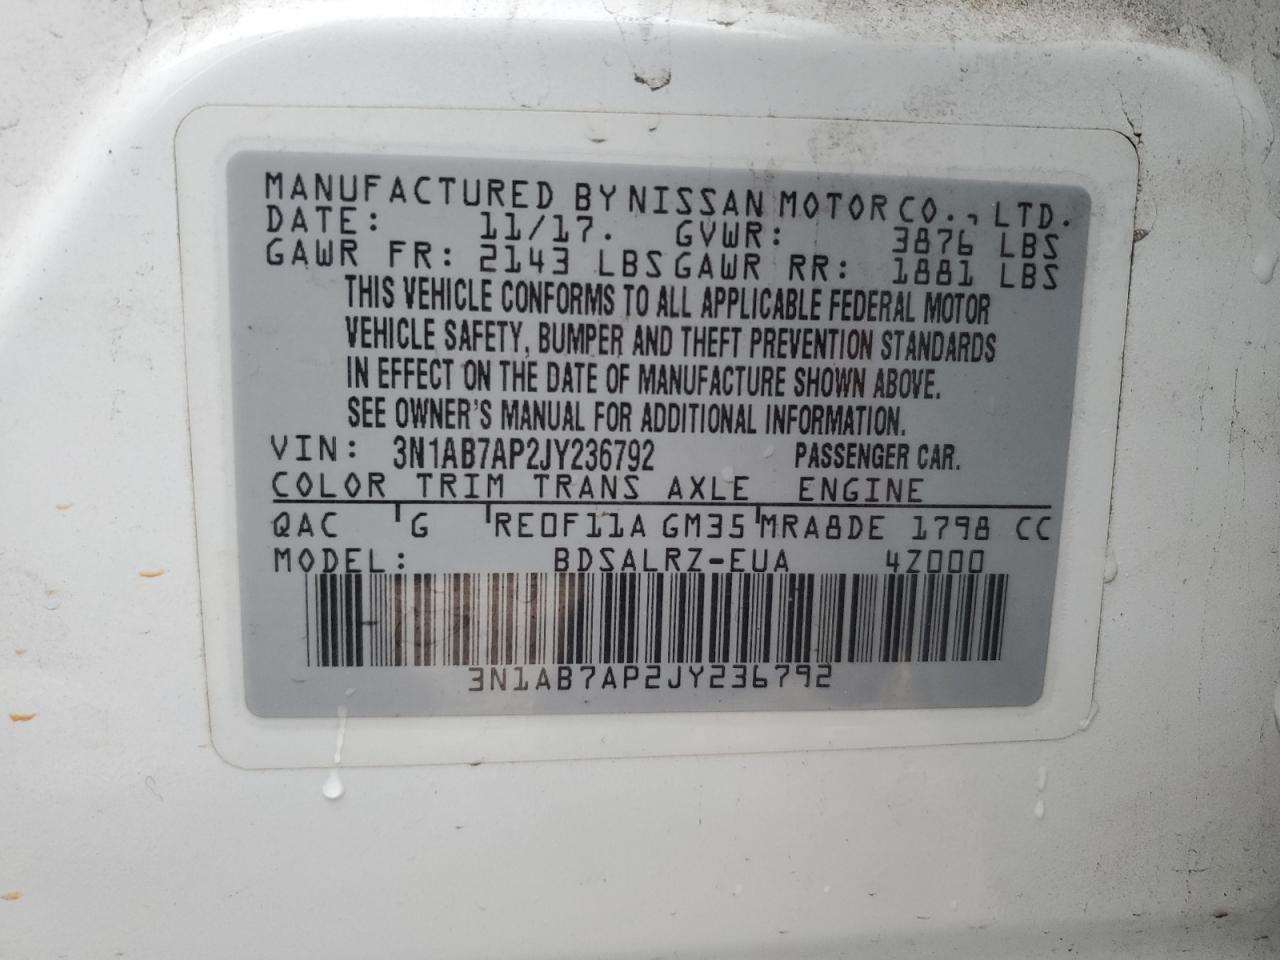 MANUFACTURED BY NISSAN MOTOR CO., LTD.
DATE: 11/17. GVWR: 3876 LBS
GAWR FR: 2143 LBS GAWR RR: 1881 LBS
THIS VEHICLE CONFORMS TO ALL APPLICABLE FEDERAL MOTOR
VEHICLE SAFETY, BUMPER AND THEFT PREVENTION STANDARDS
IN EFFECT ON THE DATE OF MANUFACTURE SHOWN ABOVE.
SEE OWNER'S MANUAL FOR ADDITIONAL INFORMATION.
VIN: 3N1AB7AP2JY236792 PASSENGER CAR.
COLOR TRIM TRANS AXLE ENGINE
QAC G RE0F11A GM35 MRA8DE 1798 CC
MODEL: BDSALRZ-EUA 4Z000
3N1AB7AP2JY236792